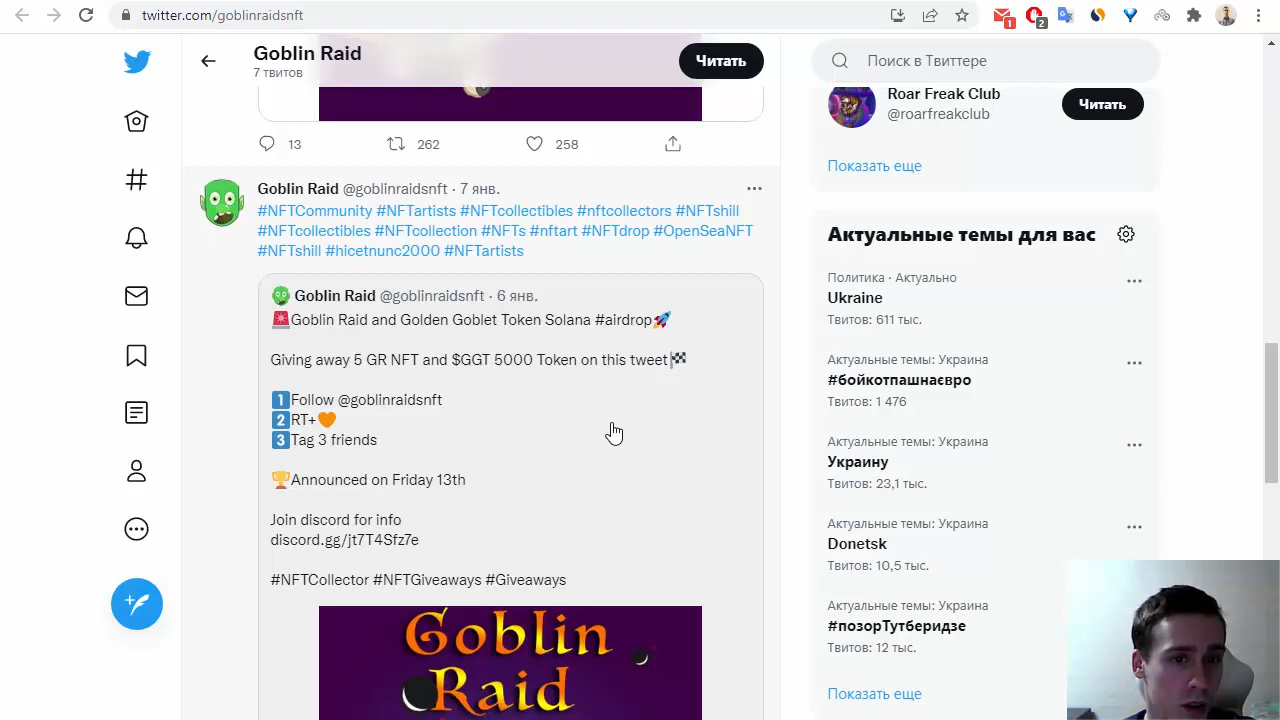 twitter.com/goblinraidsnft
1
2
Goblin Raid
7 твитов
Читать
Поиск в Твиттере
Roar Freak Club
@roarfreakclub
Читать
Показать еще
13
262
258
Goblin Raid @goblinraidsnft · 7 янв.
#NFTCommunity #NFTartists #NFTcollectibles #nftcollectors #NFTshill
#NFTcollectibles #NFTcollection #NFTs #nftart #NFTdrop #OpenSeaNFT
#NFTshill #hicetnunc2000 #NFTartists
Goblin Raid @goblinraidsnft · 6 янв.
🚨Goblin Raid and Golden Goblet Token Solana #airdrop🚀
Giving away 5 GR NFT and $GGT 5000 Token on this tweet🏁
1️⃣Follow @goblinraidsnft
2️⃣RT+🧡
3️⃣Tag 3 friends
🏆Announced on Friday 13th
Join discord for info
discord.gg/jt7T4Sfz7e
#NFTCollector #NFTGiveaways #Giveaways
Goblin
Raid
Актуальные темы для вас
Политика · Актуально
Ukraine
Твитов: 611 тыс.
Актуальные темы: Украина
#бойкотпашнаєвро
Твитов: 1 476
Актуальные темы: Украина
Украину
Твитов: 23,1 тыс.
Актуальные темы: Украина
Donetsk
Твитов: 10,5 тыс.
Актуальные темы: Украина
#позорТутберидзе
Твитов: 12 тыс.
Показать еще